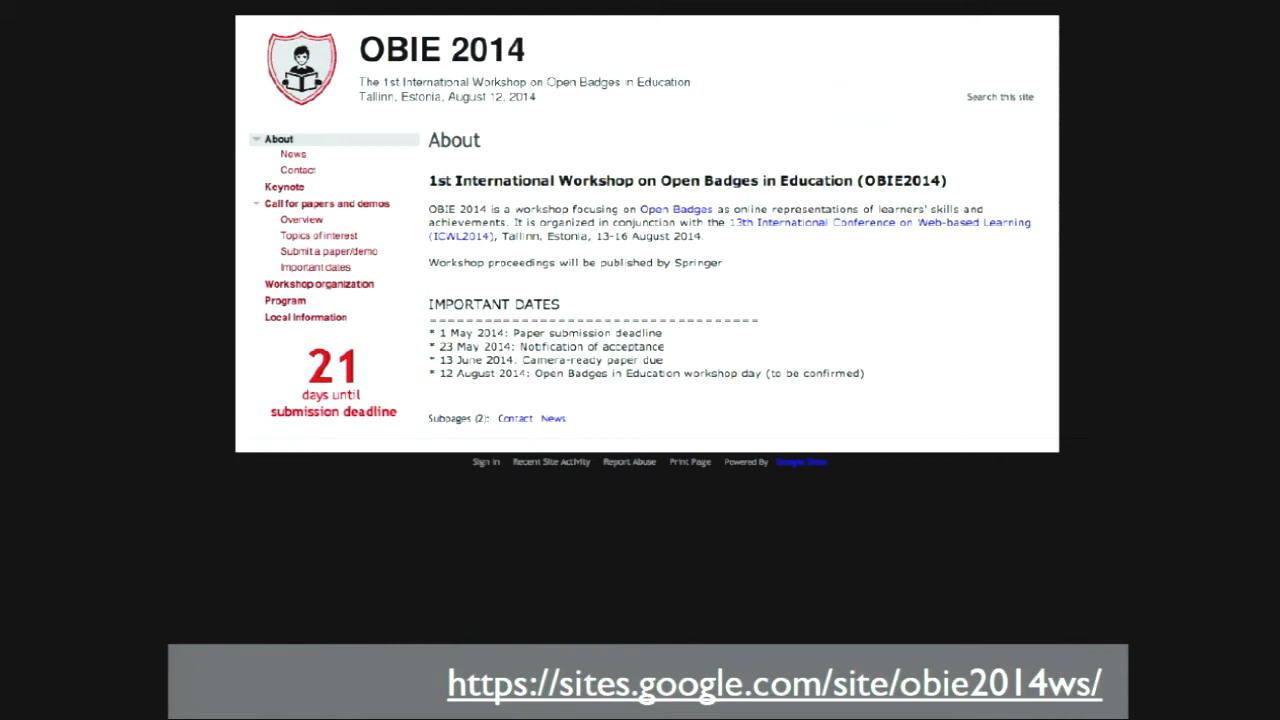 OBIE 2014
The 1st International Workshop on Open Badges in Education
Tallinn, Estonia, August 12, 2014
Search this site
About
News
Contact
Keynote
Call for papers and demos
Overview
Topics of interest
Submit a paper/demo
Important dates
Workshop organization
Program
Local Information
21
days until
submission deadline
About
1st International Workshop on Open Badges in Education (OBIE2014)
OBIE 2014 is a workshop focusing on Open Badges as online representations of learners' skills and
achievements. It is organized in conjunction with the 13th International Conference on Web-based Learning
(ICWL2014), Tallinn, Estonia, 13-16 August 2014.
Workshop proceedings will be published by Springer
IMPORTANT DATES
=================================
* 1 May 2014: Paper submission deadline
* 23 May 2014: Notification of acceptance
* 13 June 2014: Camera-ready paper due
* 12 August 2014: Open Badges in Education workshop day (to be confirmed)
Subpages (2): Contact News
Sign in Recent Site Activity Report Abuse Print Page Powered By Google Sites
https://sites.google.com/site/obie2014ws/